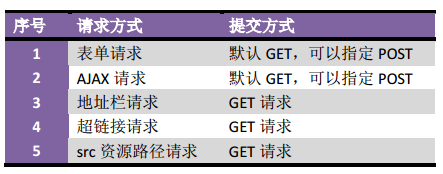 序号 请求方式 提交方式
1 表单请求 默认 GET，可以指定 POST
2 AJAX 请求 默认 GET，可以指定 POST
3 地址栏请求 GET 请求
4 超链接请求 GET 请求
5 src 资源路径请求 GET 请求